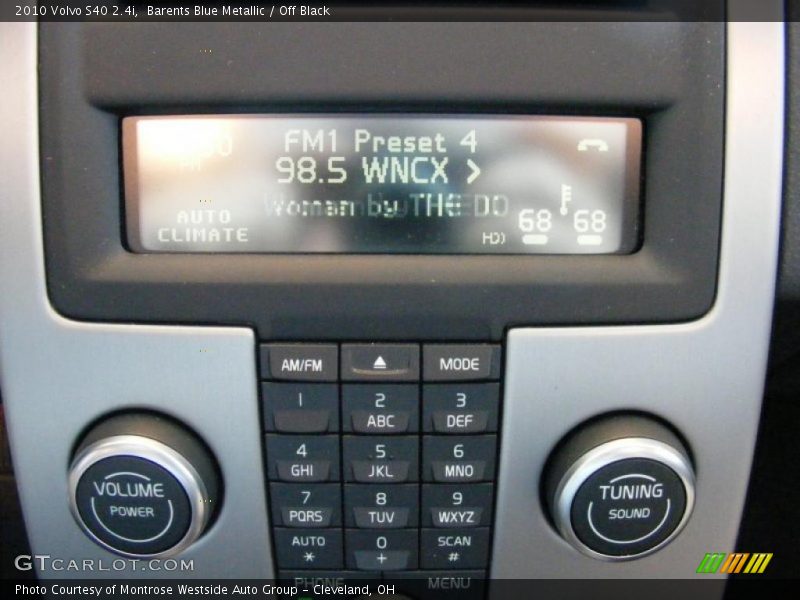 2010 Volvo S40 2.4i, Barents Blue Metallic / Off Black
FM1 Preset 4
98.5 WNCX >
Woman by THE DO
AUTO
CLIMATE
HD
68 68
AM/FM
MODE
1
2
ABC
3
DEF
4
GHI
5
JKL
6
MNO
7
PQRS
8
TUV
9
WXYZ
AUTO
*
0
+
SCAN
#
PHONE
MENU
VOLUME
POWER
TUNING
SOUND
GTCARLOT.COM
Photo Courtesy of Montrose Westside Auto Group - Cleveland, OH